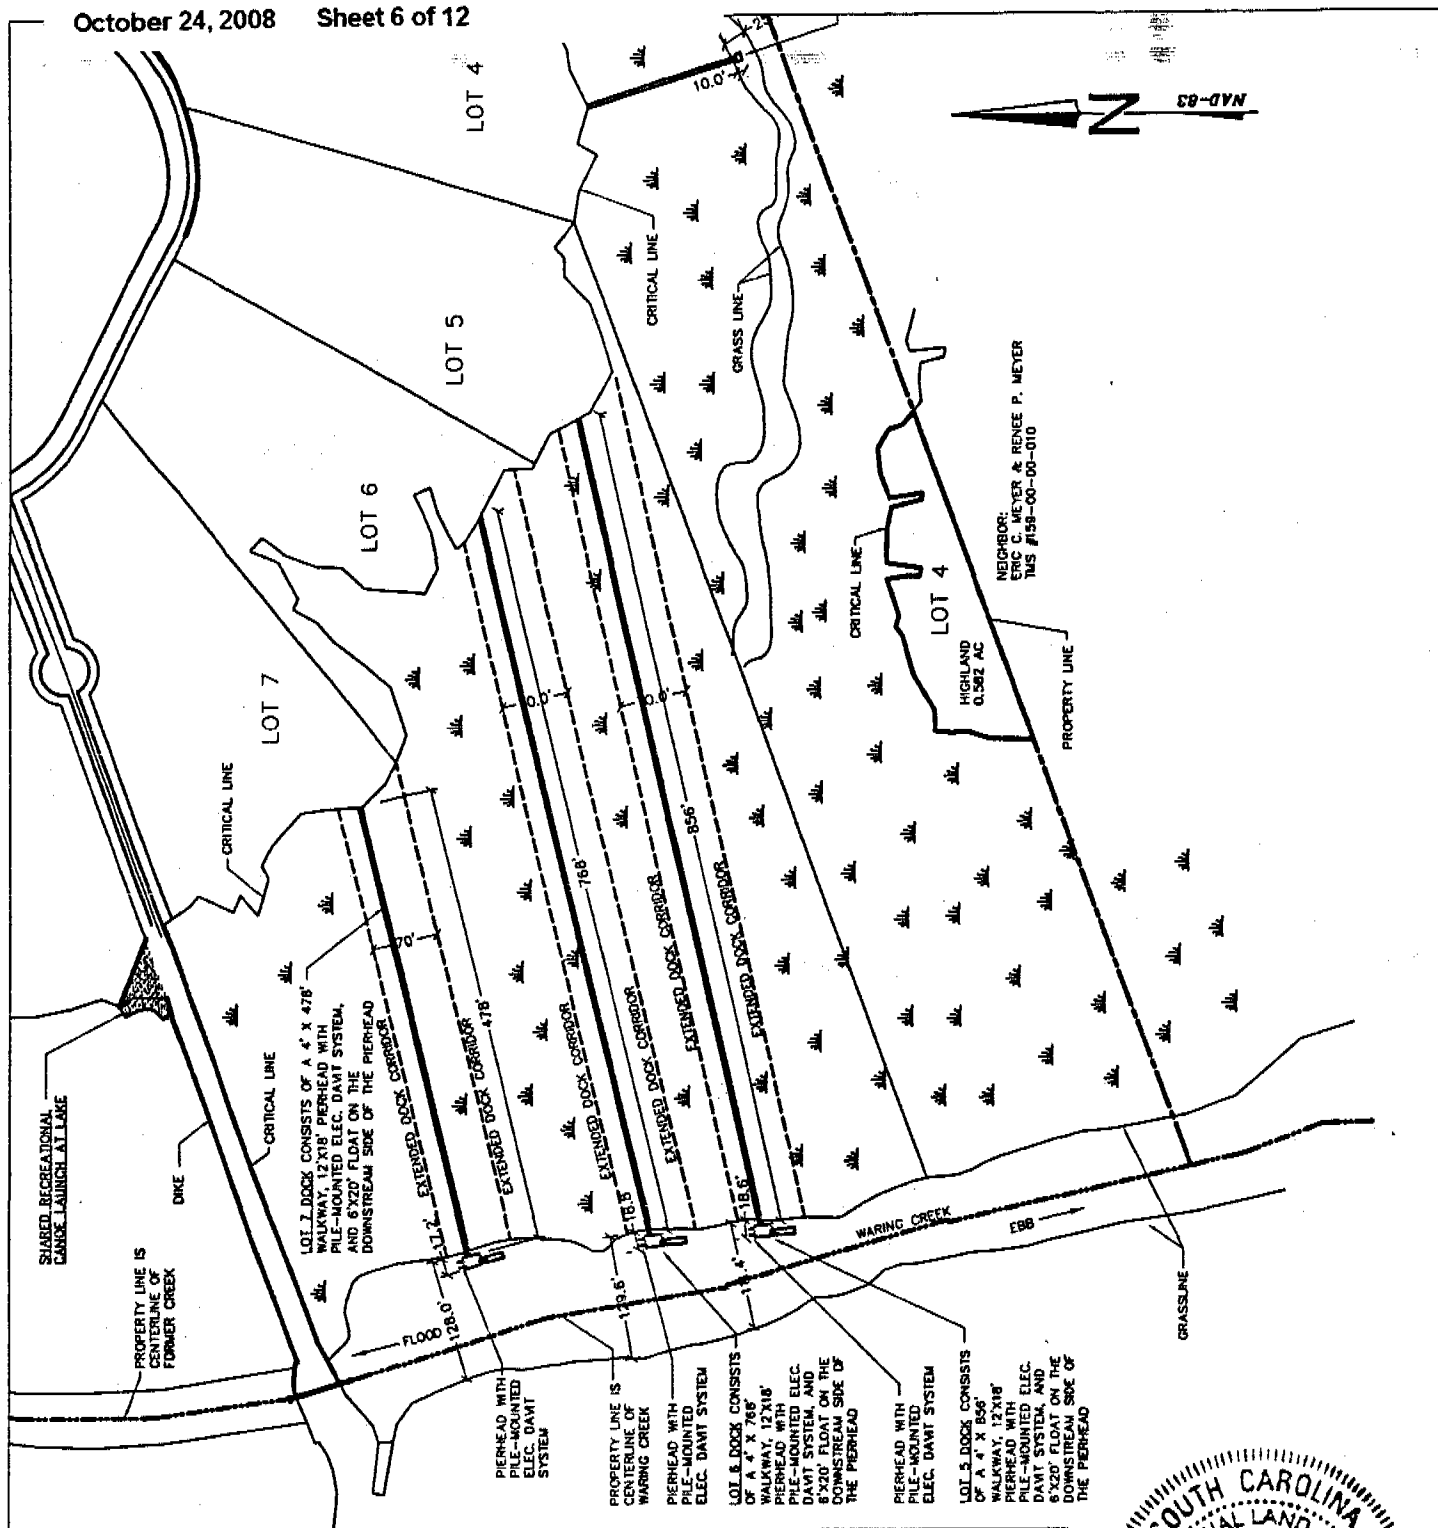 October 24, 2008 Sheet 6 of 12
LOT 4
10.0'
25
NAD-83
N
CRITICAL LINE
GRASS LINE
LOT 5
LOT 6
LOT 7
CRITICAL LINE
NEIGHBOR:
ERIC C. MEYER & RENEE P. MEYER
TMS #159-00-00-010
CRITICAL LINE
LOT 4
HIGHLAND
0.582 AC
PROPERTY LINE
0.0'
0.0'
856'
768'
70'
478'
EXTENDED DOCK CORRIDOR
EXTENDED DOCK CORRIDOR
EXTENDED DOCK CORRIDOR
EXTENDED DOCK CORRIDOR
EXTENDED DOCK CORRIDOR
EXTENDED DOCK CORRIDOR
LOT 7 DOCK CONSISTS OF A 4' X 478'
WALKWAY, 12'X18' PIERHEAD WITH
PILE-MOUNTED ELEC. DAVIT SYSTEM,
AND 6'X20' FLOAT ON THE
DOWNSTREAM SIDE OF THE PIERHEAD
CRITICAL LINE
SHARED RECREATIONAL
CANOE LAUNCH AT LAKE
DIKE
PROPERTY LINE IS
CENTERLINE OF
FORMER CREEK
17.2'
128.0'
FLOOD
18.6'
129.6'
18.6'
WARING CREEK
EBB
GRASSLINE
PIERHEAD WITH
PILE-MOUNTED
ELEC. DAVIT
SYSTEM
PROPERTY LINE IS
CENTERLINE OF
WARING CREEK
PIERHEAD WITH
PILE-MOUNTED
ELEC. DAVIT SYSTEM
LOT 6 DOCK CONSISTS
OF A 4' X 768'
WALKWAY, 12'X18'
PIERHEAD WITH
PILE-MOUNTED ELEC.
DAVIT SYSTEM, AND
6'X20' FLOAT ON THE
DOWNSTREAM SIDE OF
THE PIERHEAD
PIERHEAD WITH
PILE-MOUNTED
ELEC. DAVIT SYSTEM
LOT 5 DOCK CONSISTS
OF A 4' X 856'
WALKWAY, 12'X18'
PIERHEAD WITH
PILE-MOUNTED ELEC.
DAVIT SYSTEM, AND
6'X20' FLOAT ON THE
DOWNSTREAM SIDE OF
THE PIERHEAD
SOUTH CAROLINA
NAL LAND